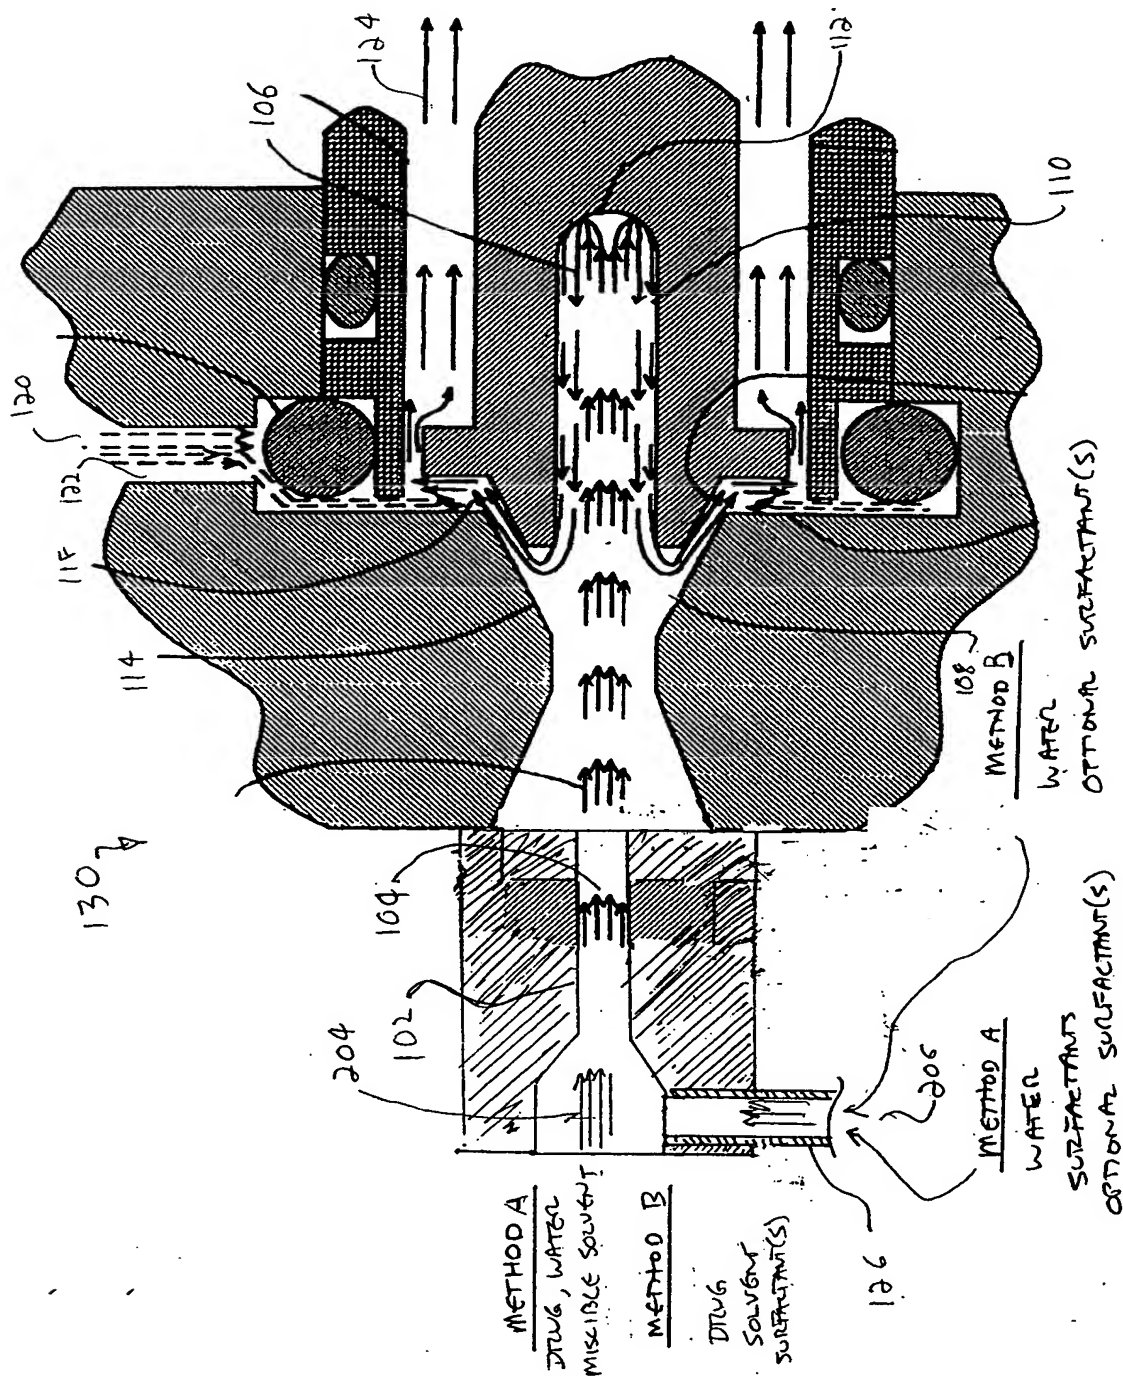 120
122
118
114
130
106
124
112
110
104
102
204
METHOD A
DRUG, WATER
MISCIBLE SOLVENT
METHOD B
DRUG
SOLVENT
SURFACTANT(S)
126
206
METHOD A
WATER
SURFACTANTS
OPTIONAL SURFACTANT(S)
108
METHOD B
WATER
OPTIONAL SURFACTANT(S)